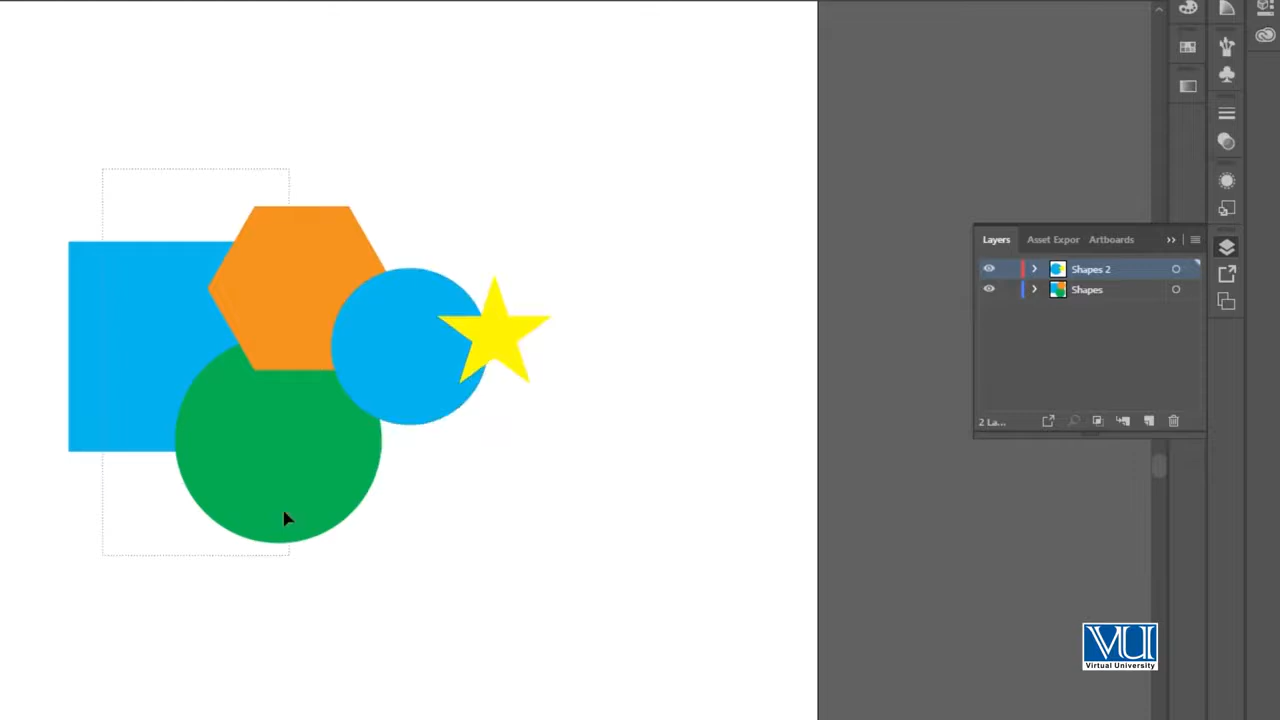 Layers Asset Expor Artboards
Shapes 2
Shapes
2 La...
VU
Virtual University